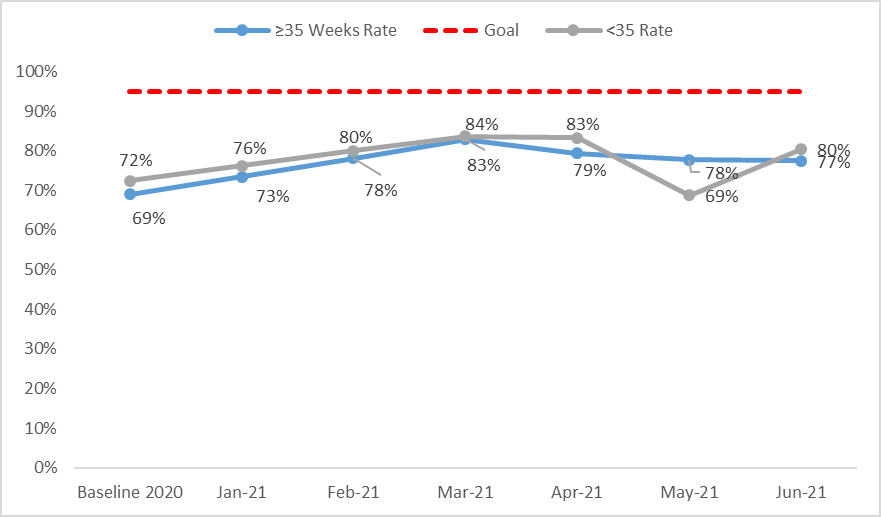 ≥35 Weeks Rate Goal <35 Rate
100%
90%
80%
70%
60%
50%
40%
30%
20%
10%
0%
72% 76% 80% 84% 83% 69% 80%
69% 73% 78% 83% 79% 78% 77%
Baseline 2020 Jan-21 Feb-21 Mar-21 Apr-21 May-21 Jun-21